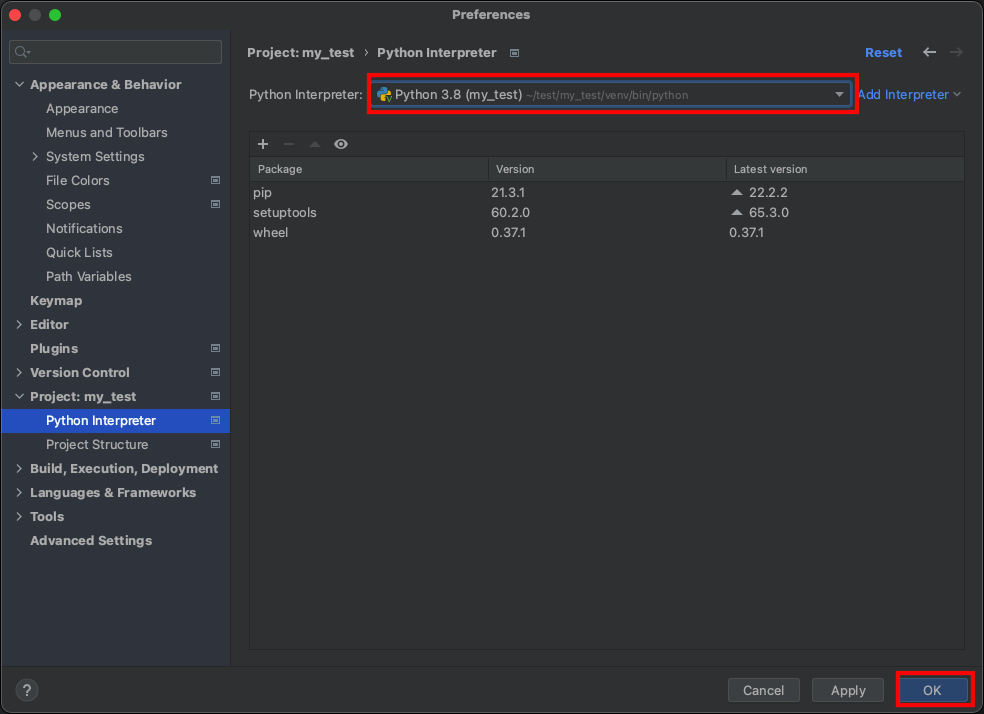 Preferences
Project: my_test › Python Interpreter
Reset
Python Interpreter: Python 3.8 (my_test) ~/test/my_test/venv/bin/python
Add Interpreter
Appearance & Behavior
Appearance
Menus and Toolbars
System Settings
File Colors
Scopes
Notifications
Quick Lists
Path Variables
Keymap
Editor
Plugins
Version Control
Project: my_test
Python Interpreter
Project Structure
Build, Execution, Deployment
Languages & Frameworks
Tools
Advanced Settings
Package Version Latest version
pip 21.3.1 22.2.2
setuptools 60.2.0 65.3.0
wheel 0.37.1 0.37.1
?
Cancel Apply OK